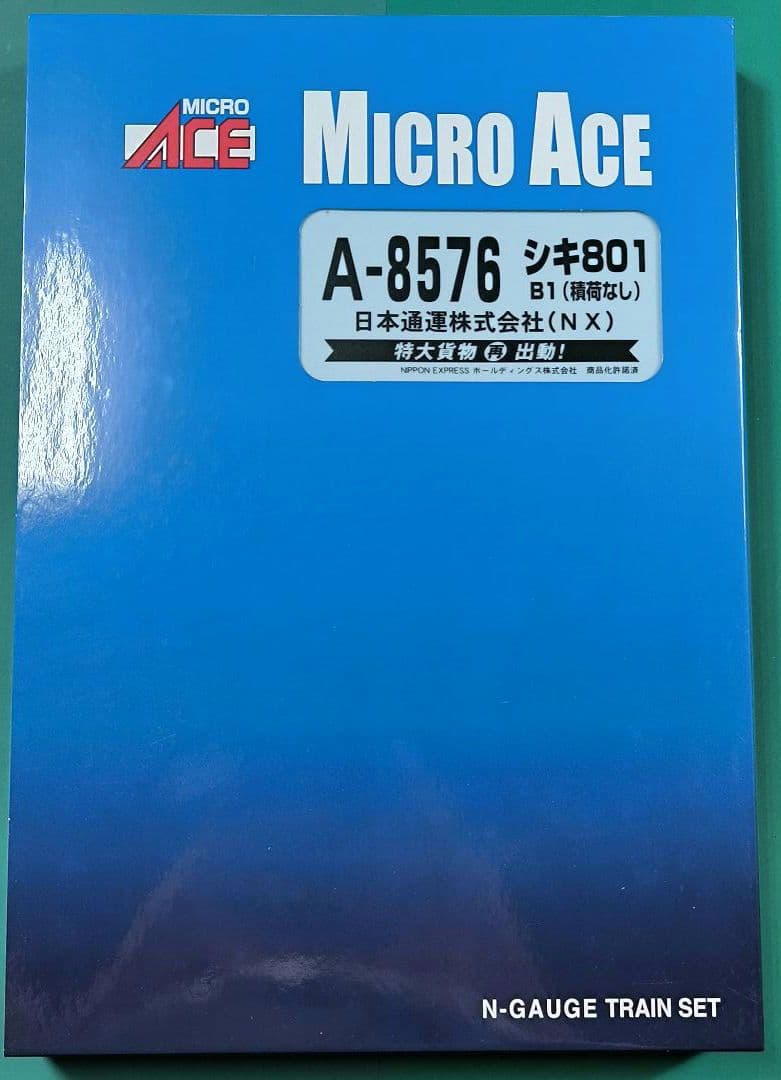 MICRO
ACE
MICRO ACE
A-8576 シキ801
B1(積荷なし)
日本通運株式会社(NX)
特大貨物 再 出動!
NIPPON EXPRESS ホールディングス株式会社 商品化許諾済
N-GAUGE TRAIN SET